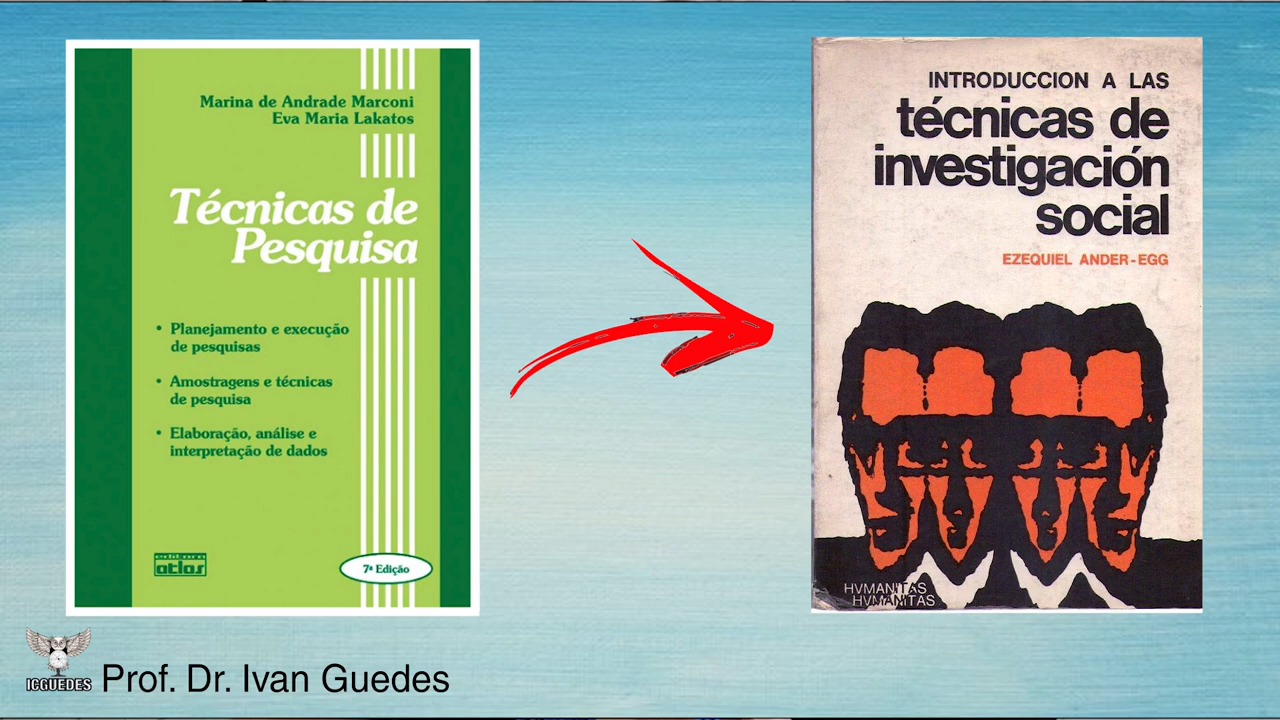 Marina de Andrade Marconi
Eva Maria Lakatos
Técnicas de
Pesquisa
• Planejamento e execução
de pesquisas
• Amostragens e técnicas
de pesquisa
• Elaboração, análise e
interpretação de dados
editora
atlas
7ª Edição
INTRODUCCION A LAS
técnicas de
investigación
social
EZEQUIEL ANDER-EGG
HVMANITAS
HVMANITAS
ICGUEDES
Prof. Dr. Ivan Guedes